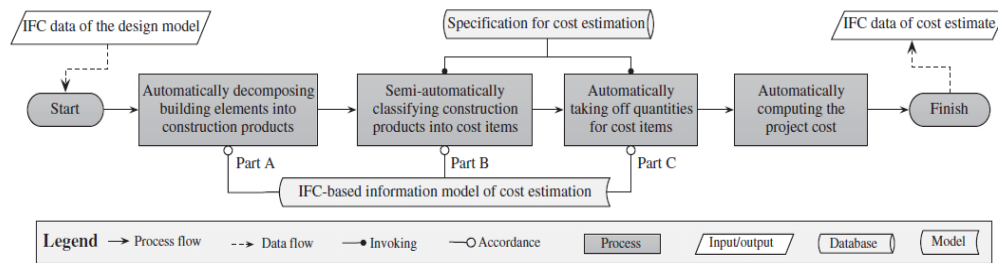 IFC data of the design model
Specification for cost estimation
IFC data of cost estimate
Start
Automatically decomposing
building elements into
construction products
Semi-automatically
classifying construction
products into cost items
Automatically
taking off quantities
for cost items
Automatically
computing the
project cost
Finish
Part A
Part B
Part C
IFC-based information model of cost estimation
Legend
Process flow
Data flow
Invoking
Accordance
Process
Input/output
Database
Model